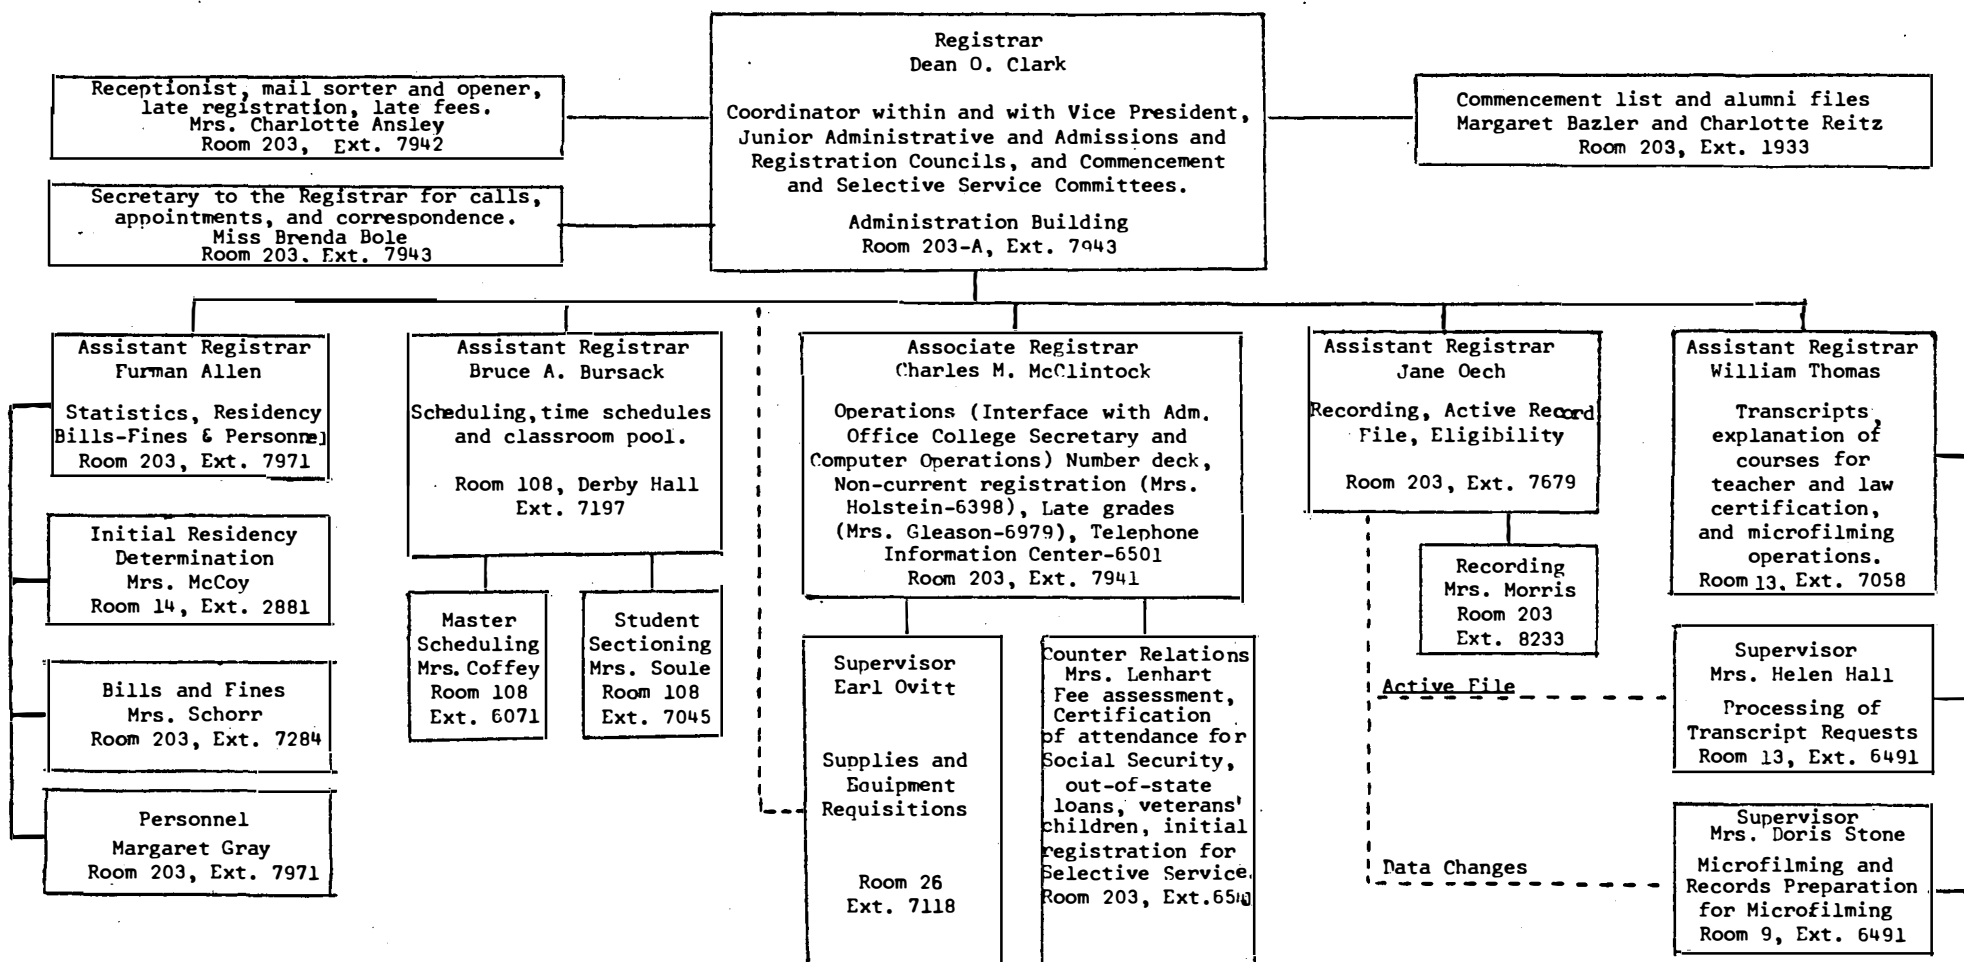 Registrar
Dean O. Clark
Coordinator within and with Vice President,
Junior Administrative and Admissions and
Registration Councils, and Commencement
and Selective Service Committees.
Administration Building
Room 203-A, Ext. 7943
Receptionist, mail sorter and opener,
late registration, late fees.
Mrs. Charlotte Ansley
Room 203, Ext. 7942
Secretary to the Registrar for calls,
appointments, and correspondence.
Miss Brenda Bole
Room 203. Ext. 7943
Commencement list and alumni files
Margaret Bazler and Charlotte Reitz
Room 203, Ext. 1933
Assistant Registrar
Furman Allen
Statistics, Residency
Bills-Fines & Personnel
Room 203, Ext. 7971
Initial Residency
Determination
Mrs. McCoy
Room 14, Ext. 2881
Bills and Fines
Mrs. Schorr
Room 203, Ext. 7284
Personnel
Margaret Gray
Room 203, Ext. 7971
Assistant Registrar
Bruce A. Bursack
Scheduling, time schedules
and classroom pool.
Room 108, Derby Hall
Ext. 7197
Master
Scheduling
Mrs. Coffey
Room 108
Ext. 6071
Student
Sectioning
Mrs. Soule
Room 108
Ext. 7045
Associate Registrar
Charles M. McClintock
Operations (Interface with Adm.
Office College Secretary and
Computer Operations) Number deck,
Non-current registration (Mrs.
Holstein-6398), Late grades
(Mrs. Gleason-6979), Telephone
Information Center-6501
Room 203, Ext. 7941
Supervisor
Earl Ovitt
Supplies and
Equipment
Requisitions
Room 26
Ext. 7118
Counter Relations
Mrs. Lenhart
Fee assessment,
Certification
of attendance for
Social Security,
out-of-state
loans, veterans'
children, initial
registration for
Selective Service.
Room 203, Ext.
Assistant Registrar
Jane Oech
Recording, Active Record
File, Eligibility
Room 203, Ext. 7679
Recording
Mrs. Morris
Room 203
Ext. 8233
Active File
Data Changes
Assistant Registrar
William Thomas
Transcripts,
explanation of
courses for
teacher and law
certification,
and microfilming
operations.
Room 13, Ext. 7058
Supervisor
Mrs. Helen Hall
Processing of
Transcript Requests
Room 13, Ext. 6491
Supervisor
Mrs. Doris Stone
Microfilming and
Records Preparation
for Microfilming
Room 9, Ext. 6491